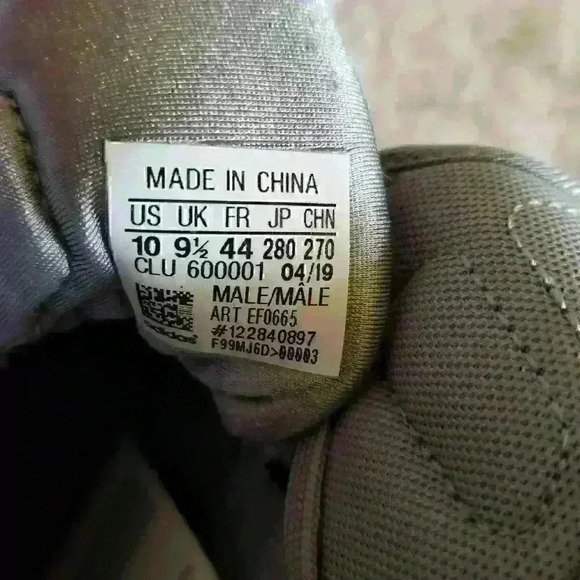 MADE IN CHINA
US UK FR JP CHN
10 9½ 44 280 270
CLU 600001 04/19
MALE/MÂLE
ART EF0665
#122840897
adidas F99MJ6D>00003